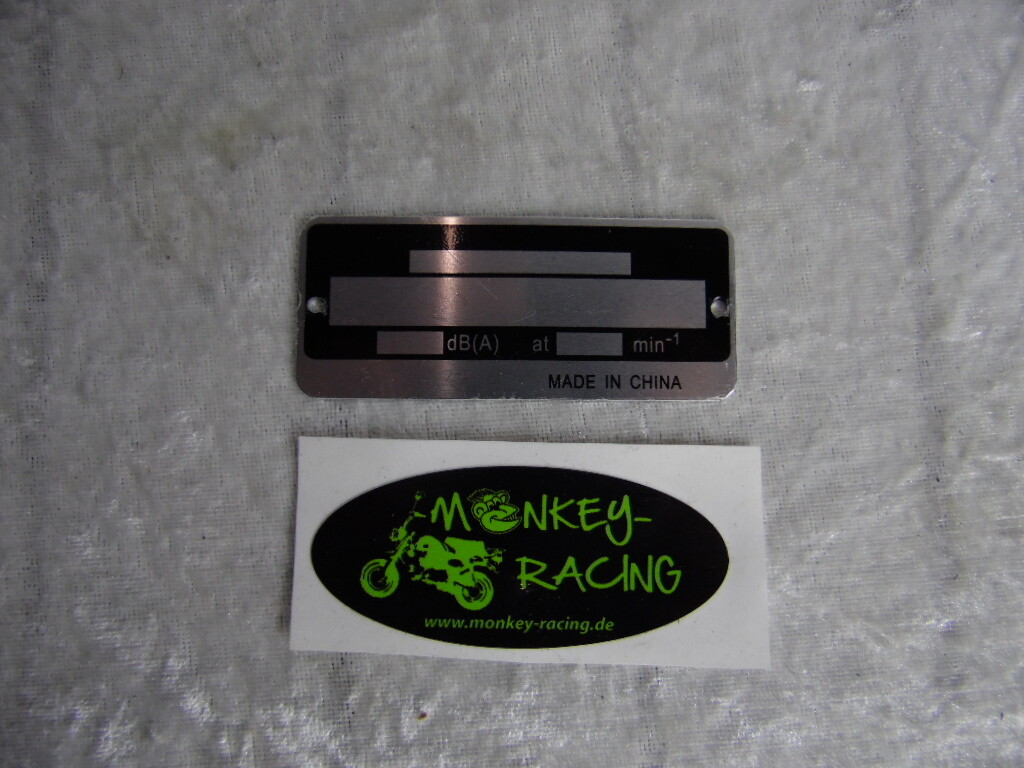 dB(A) at min-1
MADE IN CHINA
MONKEY-
RACING
www.monkey-racing.de